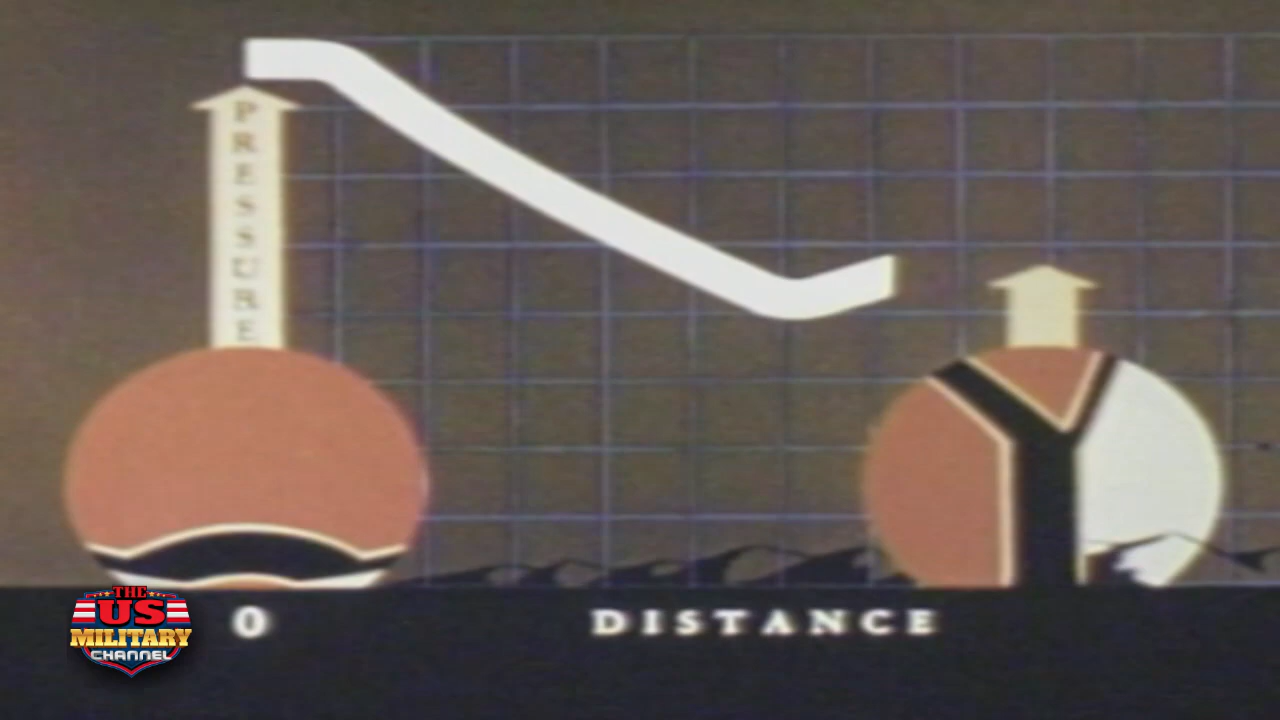 PRESSURE
0
DISTANCE
THE
US
MILITARY
CHANNEL